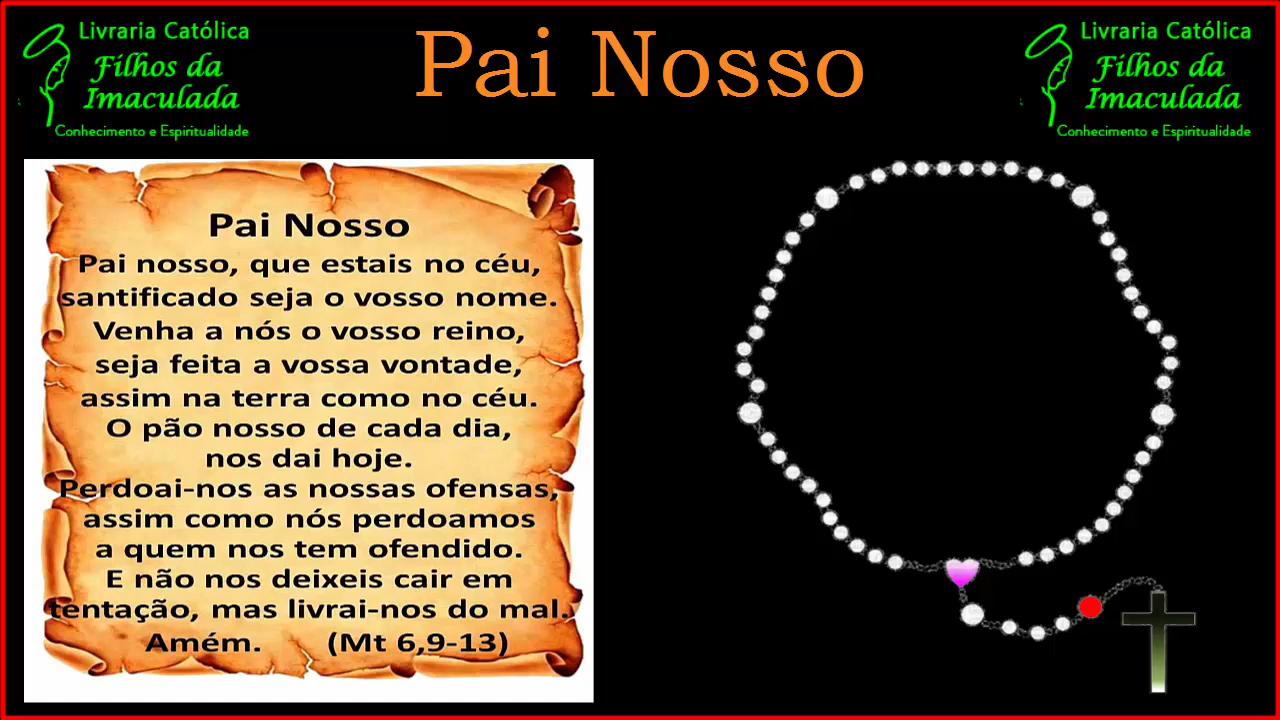 Livraria Católica
Filhos da
Imaculada
Conhecimento e Espiritualidade
Pai Nosso
Livraria Católica
Filhos da
Imaculada
Conhecimento e Espiritualidade
Pai Nosso
Pai nosso, que estais no céu,
santificado seja o vosso nome.
Venha a nós o vosso reino,
seja feita a vossa vontade,
assim na terra como no céu.
O pão nosso de cada dia,
nos dai hoje.
Perdoai-nos as nossas ofensas,
assim como nós perdoamos
a quem nos tem ofendido.
E não nos deixeis cair em
tentação, mas livrai-nos do mal.
Amém. (Mt 6,9-13)